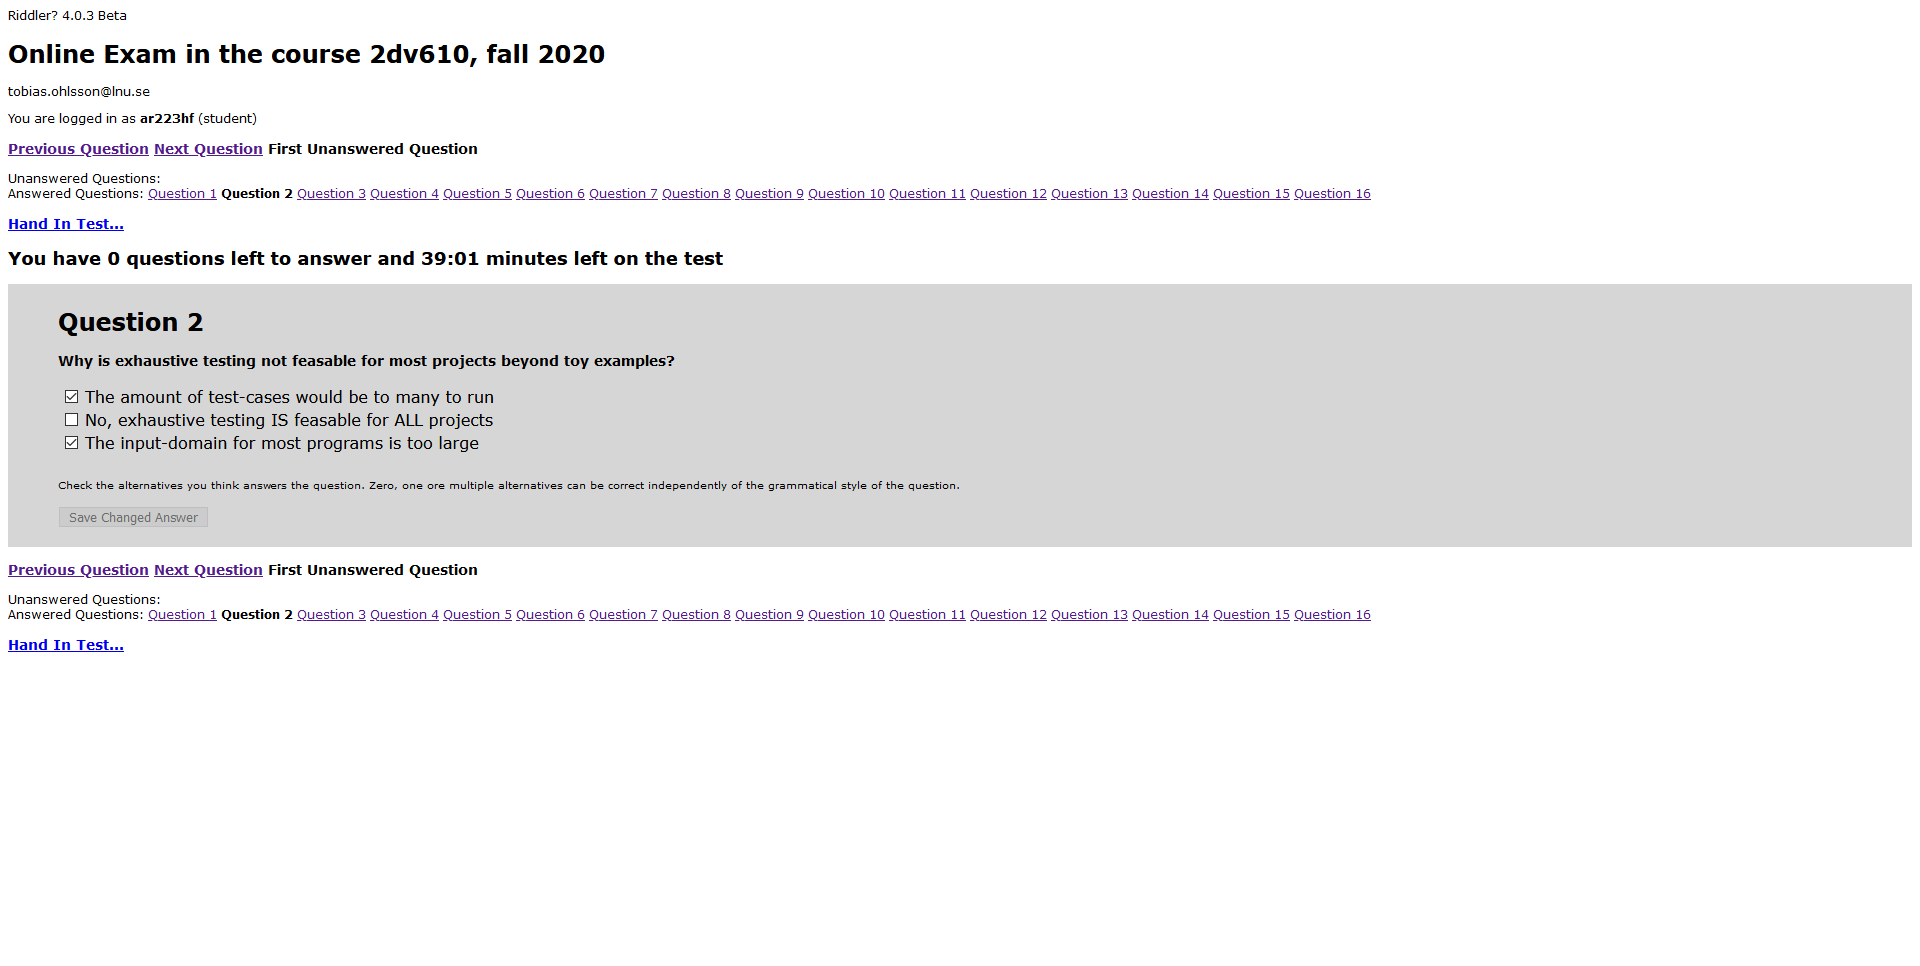 Riddler? 4.0.3 Beta
Online Exam in the course 2dv610, fall 2020
tobias.ohlsson@lnu.se
You are logged in as ar223hf (student)
Previous Question Next Question First Unanswered Question
Unanswered Questions:
Answered Questions: Question 1 Question 2 Question 3 Question 4 Question 5 Question 6 Question 7 Question 8 Question 9 Question 10 Question 11 Question 12 Question 13 Question 14 Question 15 Question 16
Hand In Test...
You have 0 questions left to answer and 39:01 minutes left on the test
Question 2
Why is exhaustive testing not feasable for most projects beyond toy examples?
The amount of test-cases would be to many to run
No, exhaustive testing IS feasable for ALL projects
The input-domain for most programs is too large
Check the alternatives you think answers the question. Zero, one ore multiple alternatives can be correct independently of the grammatical style of the question.
Save Changed Answer
Previous Question Next Question First Unanswered Question
Unanswered Questions:
Answered Questions: Question 1 Question 2 Question 3 Question 4 Question 5 Question 6 Question 7 Question 8 Question 9 Question 10 Question 11 Question 12 Question 13 Question 14 Question 15 Question 16
Hand In Test...